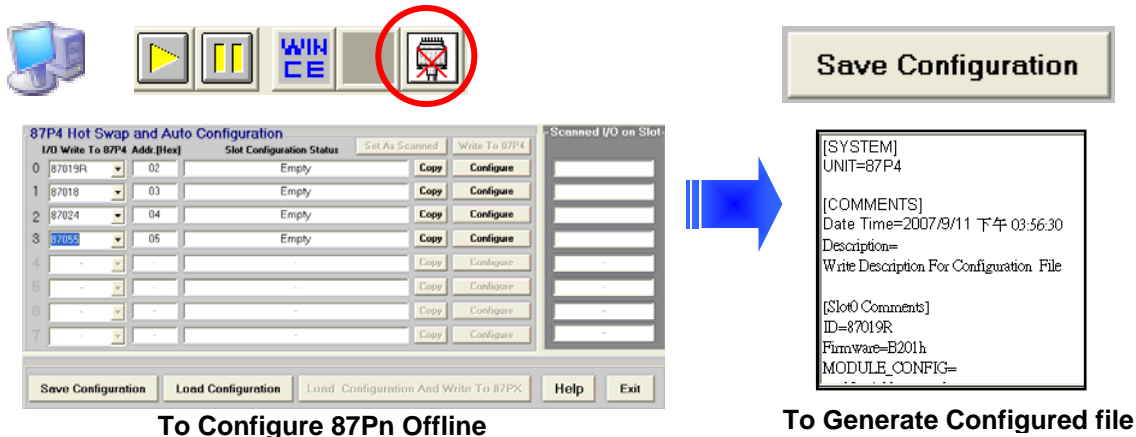 WIN
CE
Save Configuration
87P4 Hot Swap and Auto Configuration
Scanned I/O on Slot
I/O Write To 87P4 Addr.[Hex] Slot Configuration Status Set As Scanned Write To 87P4
0 87019R 02 Empty Copy Configure
1 87018 03 Empty Copy Configure
2 87024 04 Empty Copy Configure
3 87055 05 Empty Copy Configure
4 - - - Copy Configure
5 - - - Copy Configure
6 - - - Copy Configure -
7 - - - Copy Configure -
Save Configuration Load Configuration Load Configuration And Write To 87PX Help Exit
To Configure 87Pn Offline
[SYSTEM]
UNIT=87P4
[COMMENTS]
Date Time=2007/9/11 下午 03:56:30
Description=
Write Description For Configuration File
[Slot0 Comments]
ID=87019R
Firmware=B201h
MODULE_CONFIG=
To Generate Configured file